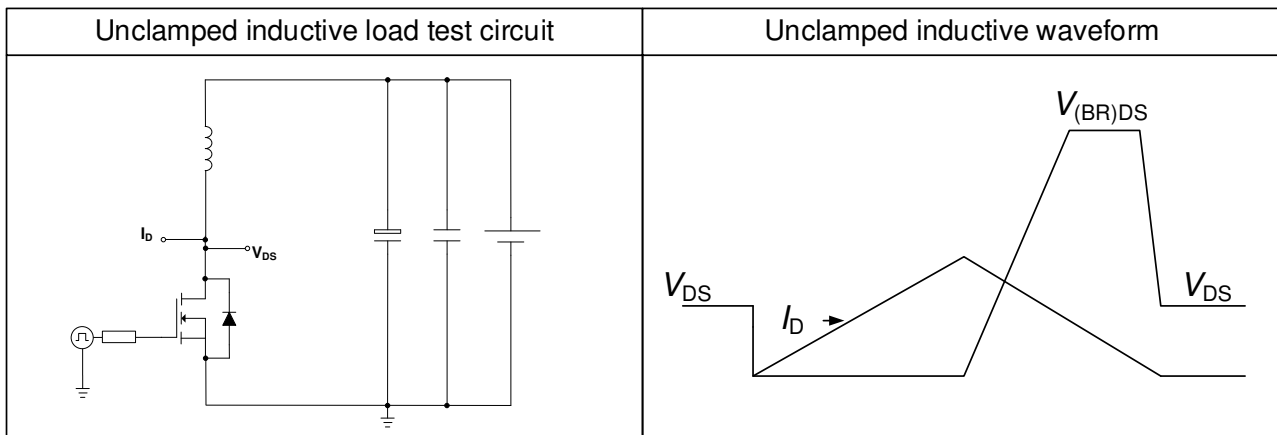 Unclamped inductive load test circuit
Unclamped inductive waveform
I_D
V_DS
V_(BR)DS
V_DS
I_D
V_DS